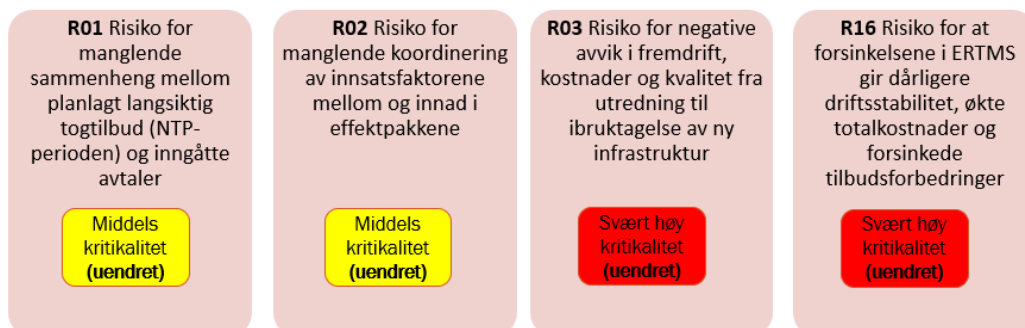 R01 Risiko for
manglende
sammenheng mellom
planlagt langsiktig
togtilbud (NTP-
perioden) og inngåtte
avtaler
Middels
kritikalitet
(uendret)
R02 Risiko for
manglende koordinering
av innsatsfaktorene
mellom og innad i
effektpakkene
Middels
kritikalitet
(uendret)
R03 Risiko for negative
avvik i fremdrift,
kostnader og kvalitet fra
utredning til
ibruktagelse av ny
infrastruktur
Svært høy
kritikalitet
(uendret)
R16 Risiko for at
forsinkelsene i ERTMS
gir dårligere
driftsstabilitet, økte
totalkostnader og
forsinkede
tilbudsforbedringer
Svært høy
kritikalitet
(uendret)